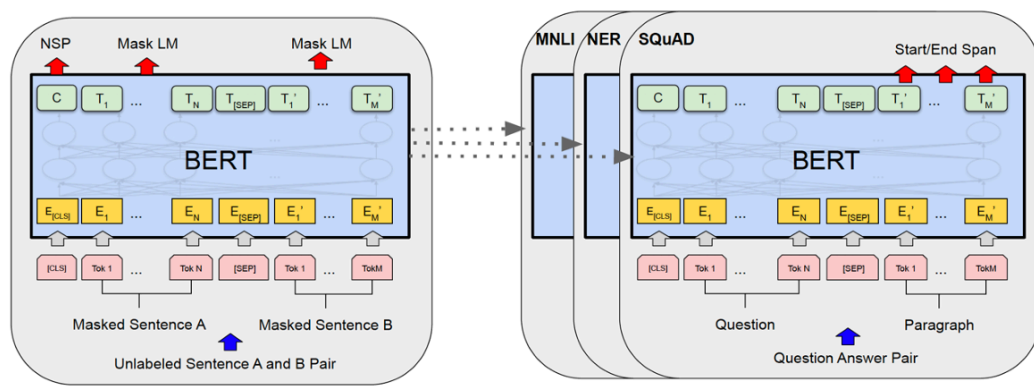 NSP Mask LM Mask LM
C T1 ... TN T[SEP] T1' ... TM'
BERT
E[CLS] E1 ... EN E[SEP] E1' ... EM'
[CLS] Tok 1 ... Tok N [SEP] Tok 1 ... TokM
Masked Sentence A Masked Sentence B
Unlabeled Sentence A and B Pair
MNLI NER SQuAD
Start/End Span
C T1 ... TN T[SEP] T1' ... TM'
BERT
E[CLS] E1 ... EN E[SEP] E1' ... EM'
[CLS] Tok 1 ... Tok N [SEP] Tok 1 ... TokM
Question Paragraph
Question Answer Pair